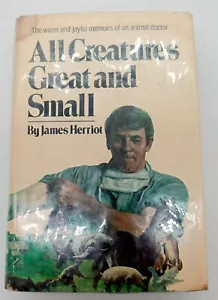 The warm and joyful memoirs of an animal doctor
All Creatures
Great and
Small
By James Herriot